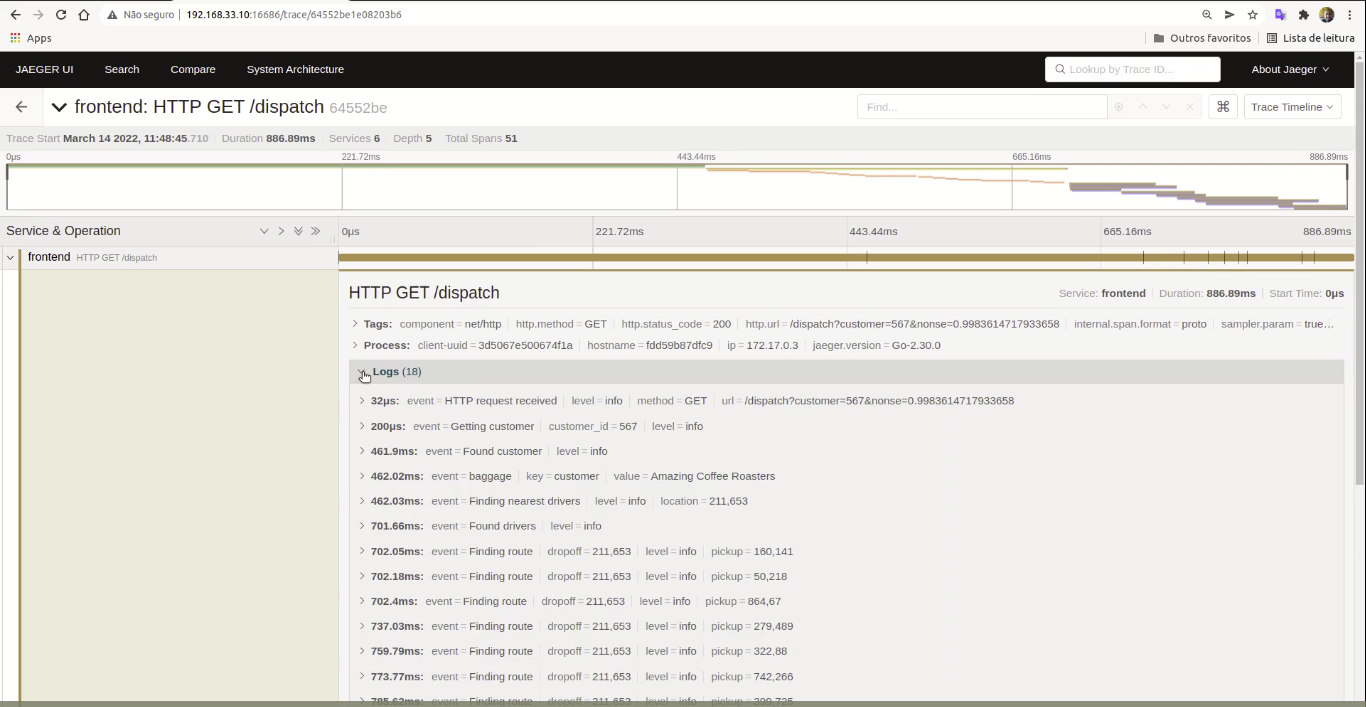 Não seguro 192.168.33.10:16686/trace/64552be1e08203b6
Apps Outros favoritos Lista de leitura
JAEGER UI Search Compare System Architecture Lookup by Trace ID... About Jaeger
frontend: HTTP GET /dispatch 64552be Find... ⌘ Trace Timeline
Trace Start March 14 2022, 11:48:45.710 Duration 886.89ms Services 6 Depth 5 Total Spans 51
0μs 221.72ms 443.44ms 665.16ms 886.89ms
Service & Operation 0μs 221.72ms 443.44ms 665.16ms 886.89ms
frontend HTTP GET /dispatch
HTTP GET /dispatch Service: frontend Duration: 886.89ms Start Time: 0μs
Tags: component = net/http http.method = GET http.status_code = 200 http.url = /dispatch?customer=567&nonse=0.9983614717933658 internal.span.format = proto sampler.param = true…
Process: client-uuid = 3d5067e500674f1a hostname = fdd59b87dfc9 ip = 172.17.0.3 jaeger.version = Go-2.30.0
Logs (18)
32μs: event = HTTP request received level = info method = GET url = /dispatch?customer=567&nonse=0.9983614717933658
200μs: event = Getting customer customer_id = 567 level = info
461.9ms: event = Found customer level = info
462.02ms: event = baggage key = customer value = Amazing Coffee Roasters
462.03ms: event = Finding nearest drivers level = info location = 211,653
701.66ms: event = Found drivers level = info
702.05ms: event = Finding route dropoff = 211,653 level = info pickup = 160,141
702.18ms: event = Finding route dropoff = 211,653 level = info pickup = 50,218
702.4ms: event = Finding route dropoff = 211,653 level = info pickup = 864,67
737.03ms: event = Finding route dropoff = 211,653 level = info pickup = 279,489
759.79ms: event = Finding route dropoff = 211,653 level = info pickup = 322,88
773.77ms: event = Finding route dropoff = 211,653 level = info pickup = 742,266
event = Finding route dropoff = 211,653 level = info pickup =